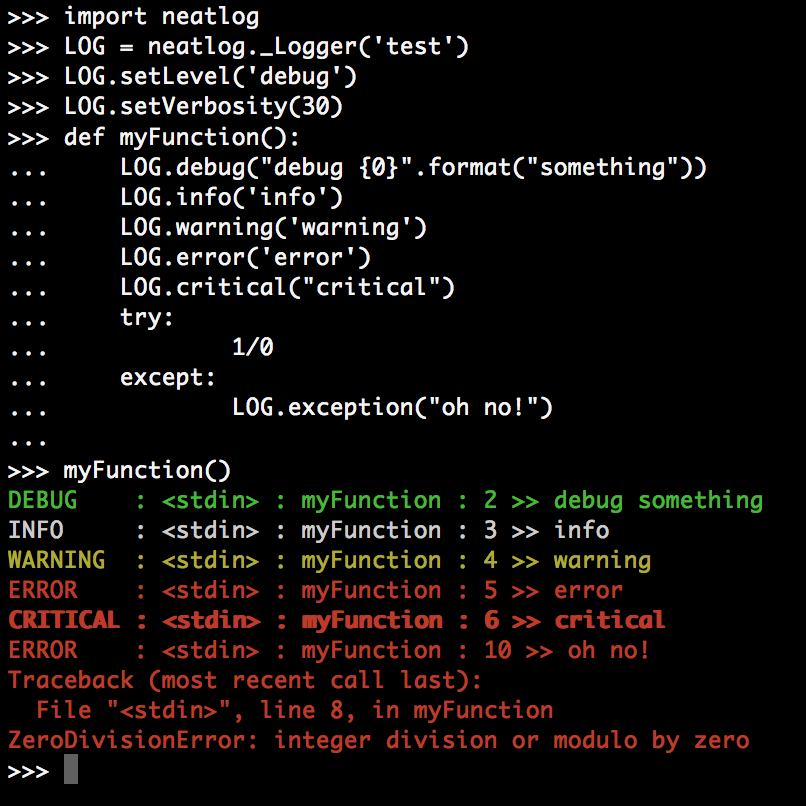 >>> import neatlog
>>> LOG = neatlog._Logger('test')
>>> LOG.setLevel('debug')
>>> LOG.setVerbosity(30)
>>> def myFunction():
...     LOG.debug("debug {0}".format("something"))
...     LOG.info('info')
...     LOG.warning('warning')
...     LOG.error('error')
...     LOG.critical("critical")
...     try:
...             1/0
...     except:
...             LOG.exception("oh no!")
...
>>> myFunction()
DEBUG    : <stdin> : myFunction : 2 >> debug something
INFO     : <stdin> : myFunction : 3 >> info
WARNING  : <stdin> : myFunction : 4 >> warning
ERROR    : <stdin> : myFunction : 5 >> error
CRITICAL : <stdin> : myFunction : 6 >> critical
ERROR    : <stdin> : myFunction : 10 >> oh no!
Traceback (most recent call last):
  File "<stdin>", line 8, in myFunction
ZeroDivisionError: integer division or modulo by zero
>>>